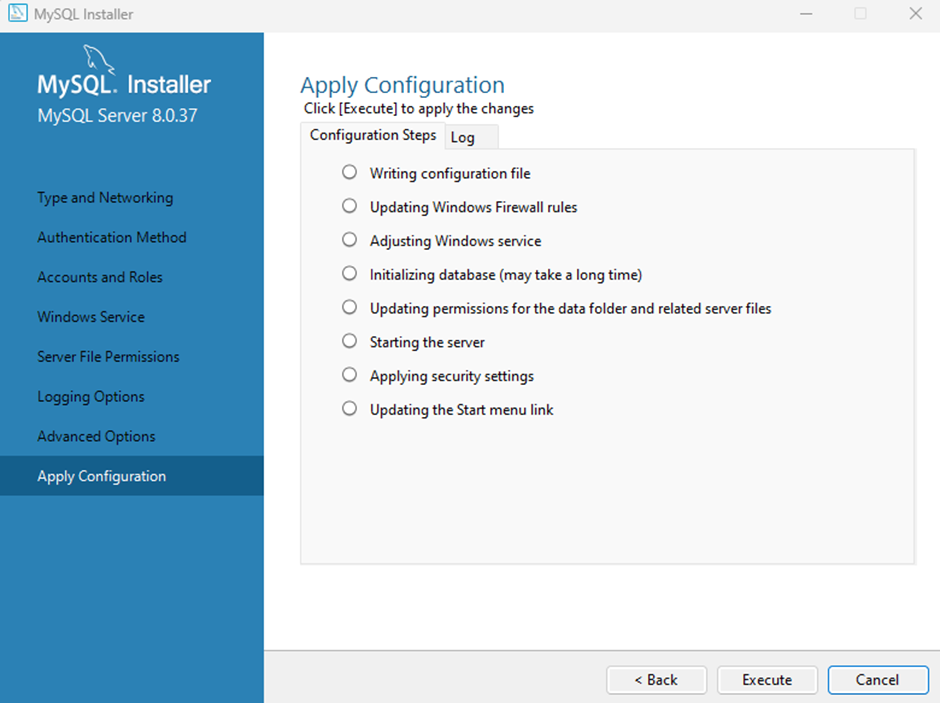 MySQL Installer
MySQL. Installer
MySQL Server 8.0.37
Type and Networking
Authentication Method
Accounts and Roles
Windows Service
Server File Permissions
Logging Options
Advanced Options
Apply Configuration
Apply Configuration
Click [Execute] to apply the changes
Configuration Steps Log
Writing configuration file
Updating Windows Firewall rules
Adjusting Windows service
Initializing database (may take a long time)
Updating permissions for the data folder and related server files
Starting the server
Applying security settings
Updating the Start menu link
< Back Execute Cancel